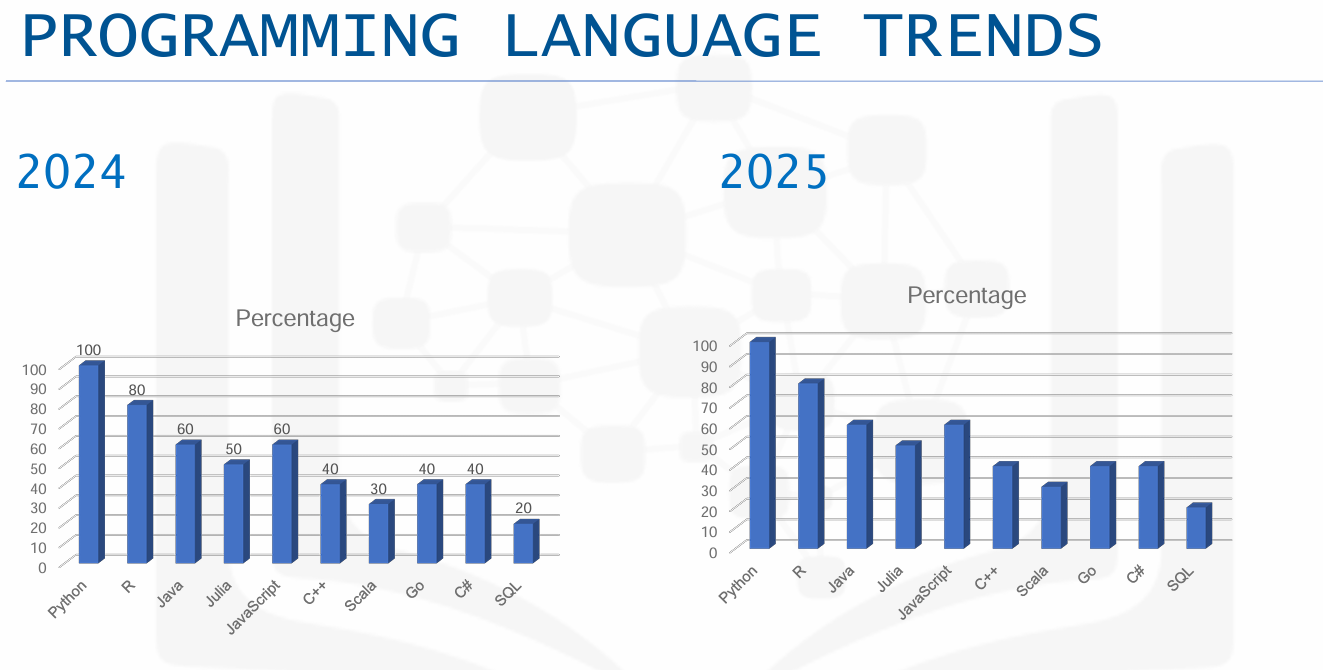 PROGRAMMING LANGUAGE TRENDS
2024
Percentage
100
80
60
50
60
40
30
40
40
20
100
90
80
70
60
50
40
30
20
10
0
Python
R
Java
Julia
JavaScript
C++
Scala
Go
C#
SQL
2025
Percentage
100
90
80
70
60
50
40
30
20
10
0
Python
R
Java
Julia
JavaScript
C++
Scala
Go
C#
SQL